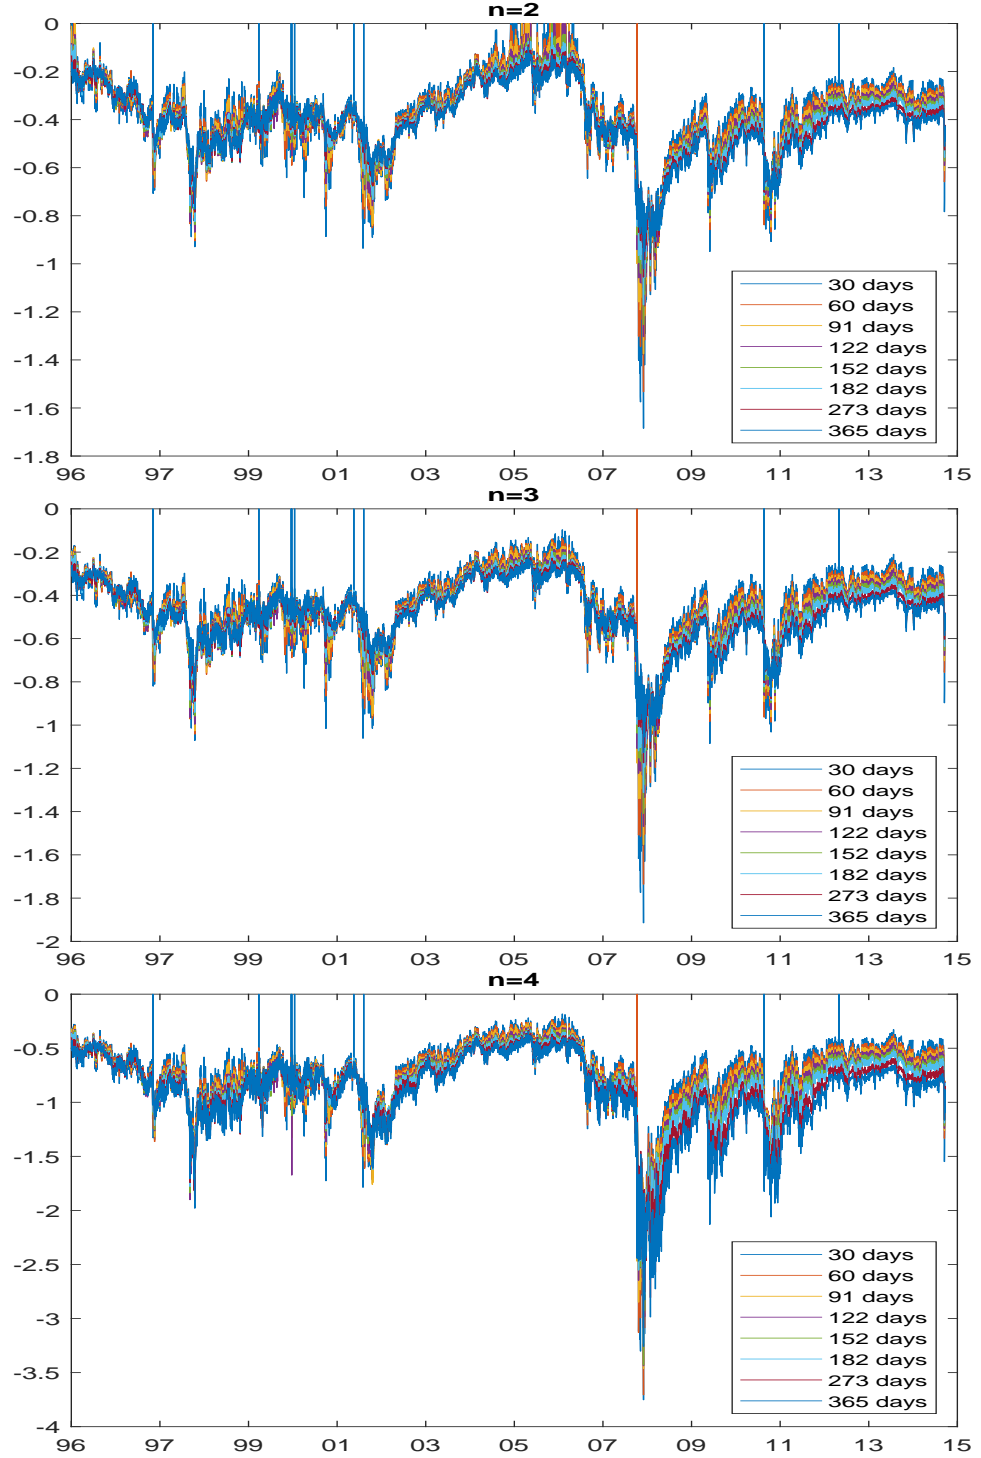 n=2
0
-0.2
-0.4
-0.6
-0.8
-1
-1.2
-1.4
-1.6
-1.8
96 97 99 01 03 05 07 09 11 13 15
30 days
60 days
91 days
122 days
152 days
182 days
273 days
365 days
n=3
0
-0.2
-0.4
-0.6
-0.8
-1
-1.2
-1.4
-1.6
-1.8
-2
96 97 99 01 03 05 07 09 11 13 15
30 days
60 days
91 days
122 days
152 days
182 days
273 days
365 days
n=4
0
-0.5
-1
-1.5
-2
-2.5
-3
-3.5
-4
96 97 99 01 03 05 07 09 11 13 15
30 days
60 days
91 days
122 days
152 days
182 days
273 days
365 days